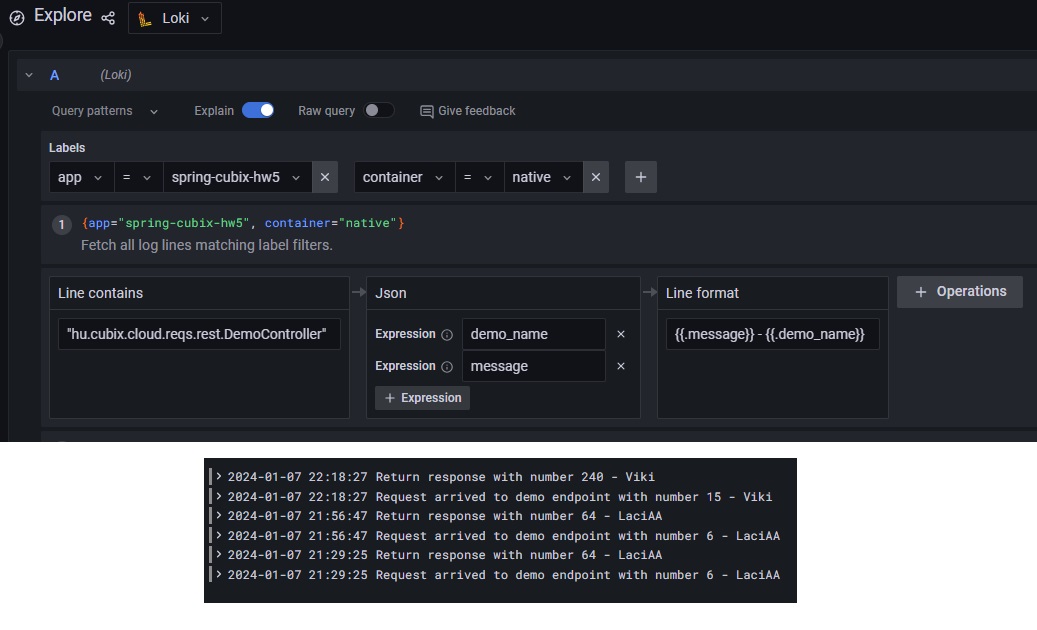 Explore
Loki
A (Loki)
Query patterns Explain Raw query Give feedback
Labels
app = spring-cubix-hw5 × container = native × +
1 {app="spring-cubix-hw5", container="native"}
Fetch all log lines matching label filters.
Line contains Json Line format + Operations
"hu.cubix.cloud.reqs.rest.DemoController" Expression demo_name × {{.message}} - {{.demo_name}}
Expression message ×
+ Expression
2024-01-07 22:18:27 Return response with number 240 - Viki
2024-01-07 22:18:27 Request arrived to demo endpoint with number 15 - Viki
2024-01-07 21:56:47 Return response with number 64 - LaciAA
2024-01-07 21:56:47 Request arrived to demo endpoint with number 6 - LaciAA
2024-01-07 21:29:25 Return response with number 64 - LaciAA
2024-01-07 21:29:25 Request arrived to demo endpoint with number 6 - LaciAA